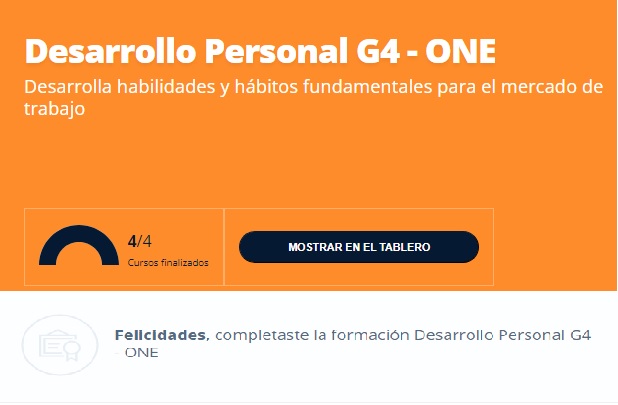 Desarrollo Personal G4 - ONE
Desarrolla habilidades y hábitos fundamentales para el mercado de
trabajo
4/4
Cursos finalizados
MOSTRAR EN EL TABLERO
Felicidades, completaste la formación Desarrollo Personal G4
- ONE